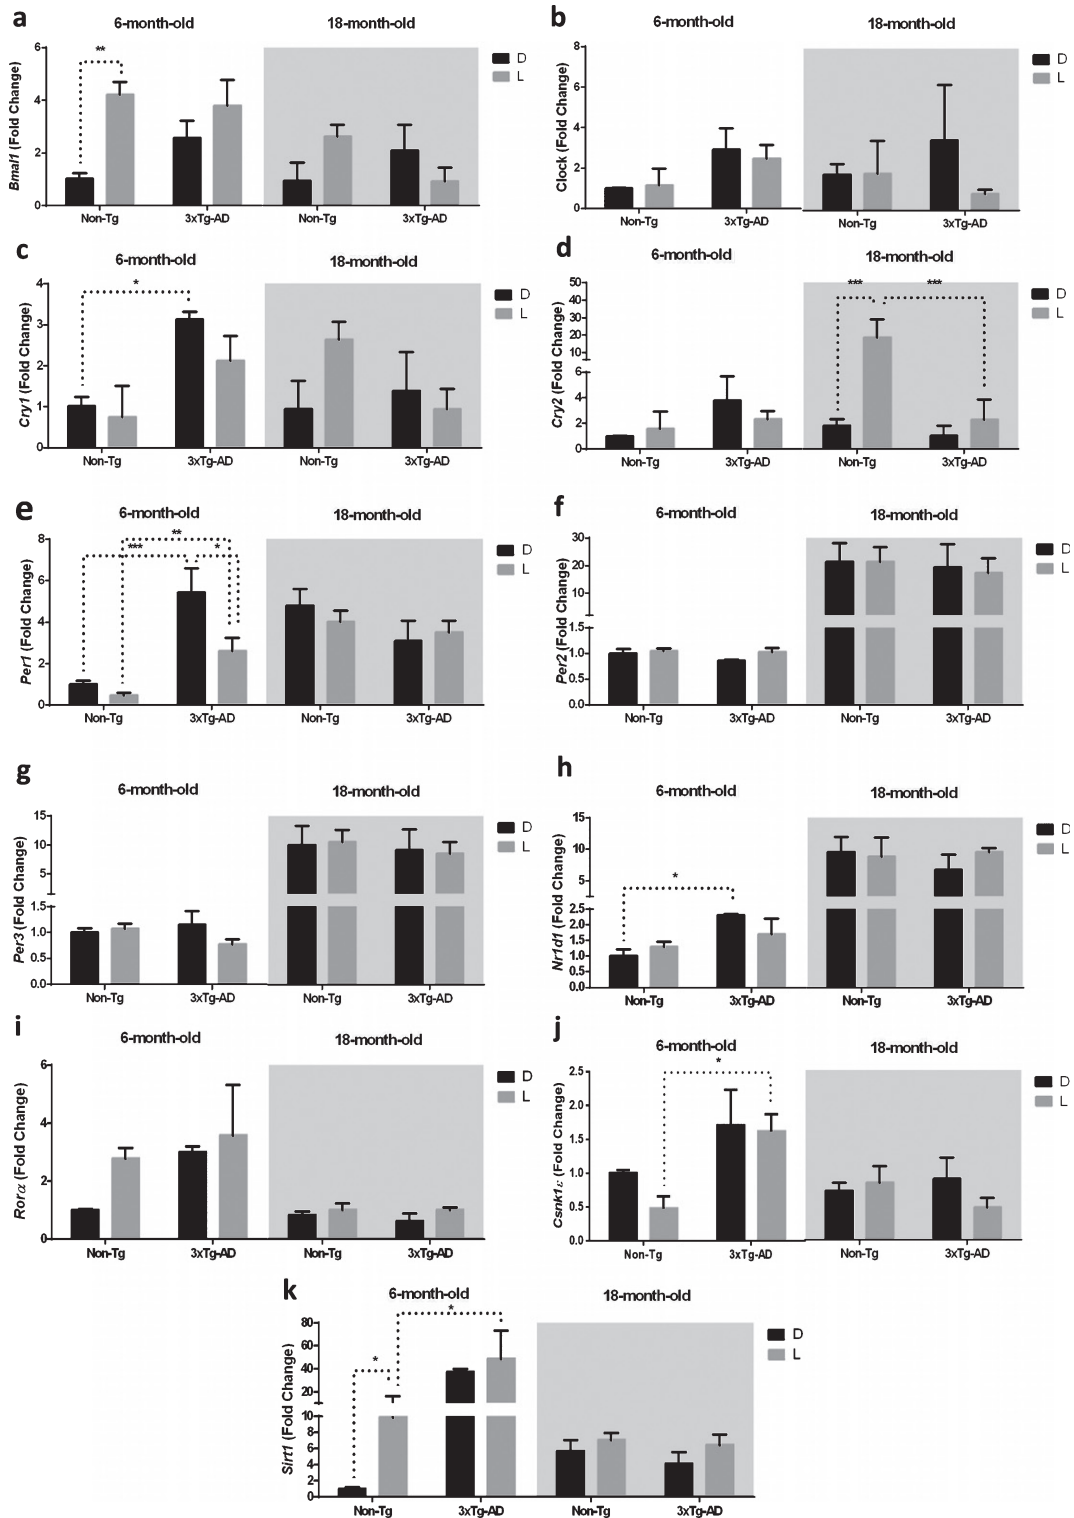 a
6-month-old
18-month-old
Bmal1 (Fold Change)
6
4
2
0
**
Non-Tg
3xTg-AD
Non-Tg
3xTg-AD
D
L
b
6-month-old
18-month-old
Clock (Fold Change)
8
6
4
2
0
Non-Tg
3xTg-AD
Non-Tg
3xTg-AD
D
L
c
6-month-old
18-month-old
Cry1 (Fold Change)
4
3
2
1
0
*
Non-Tg
3xTg-AD
Non-Tg
3xTg-AD
D
L
d
6-month-old
18-month-old
Cry2 (Fold Change)
50
40
30
20
10
6
4
2
0
***
***
Non-Tg
3xTg-AD
Non-Tg
3xTg-AD
D
L
e
6-month-old
18-month-old
Per1 (Fold Change)
8
6
4
2
0
**
***
*
Non-Tg
3xTg-AD
Non-Tg
3xTg-AD
D
L
f
6-month-old
18-month-old
Per2 (Fold Change)
30
20
10
1.5
1.0
0.5
0.0
Non-Tg
3xTg-AD
Non-Tg
3xTg-AD
D
L
g
6-month-old
18-month-old
Per3 (Fold Change)
15
10
5
1.5
1.0
0.5
0.0
Non-Tg
3xTg-AD
Non-Tg
3xTg-AD
D
L
h
6-month-old
18-month-old
Nr1d1 (Fold Change)
15
10
5
2.5
2.0
1.5
1.0
0.5
0.0
*
Non-Tg
3xTg-AD
Non-Tg
3xTg-AD
D
L
i
6-month-old
18-month-old
Rorα (Fold Change)
6
4
2
0
Non-Tg
3xTg-AD
Non-Tg
3xTg-AD
D
L
j
6-month-old
18-month-old
Csnk1ε (Fold Change)
2.5
2.0
1.5
1.0
0.5
0.0
*
Non-Tg
3xTg-AD
Non-Tg
3xTg-AD
D
L
k
6-month-old
18-month-old
Sirt1 (Fold Change)
80
60
40
20
10
8
6
4
2
0
*
*
Non-Tg
3xTg-AD
Non-Tg
3xTg-AD
D
L